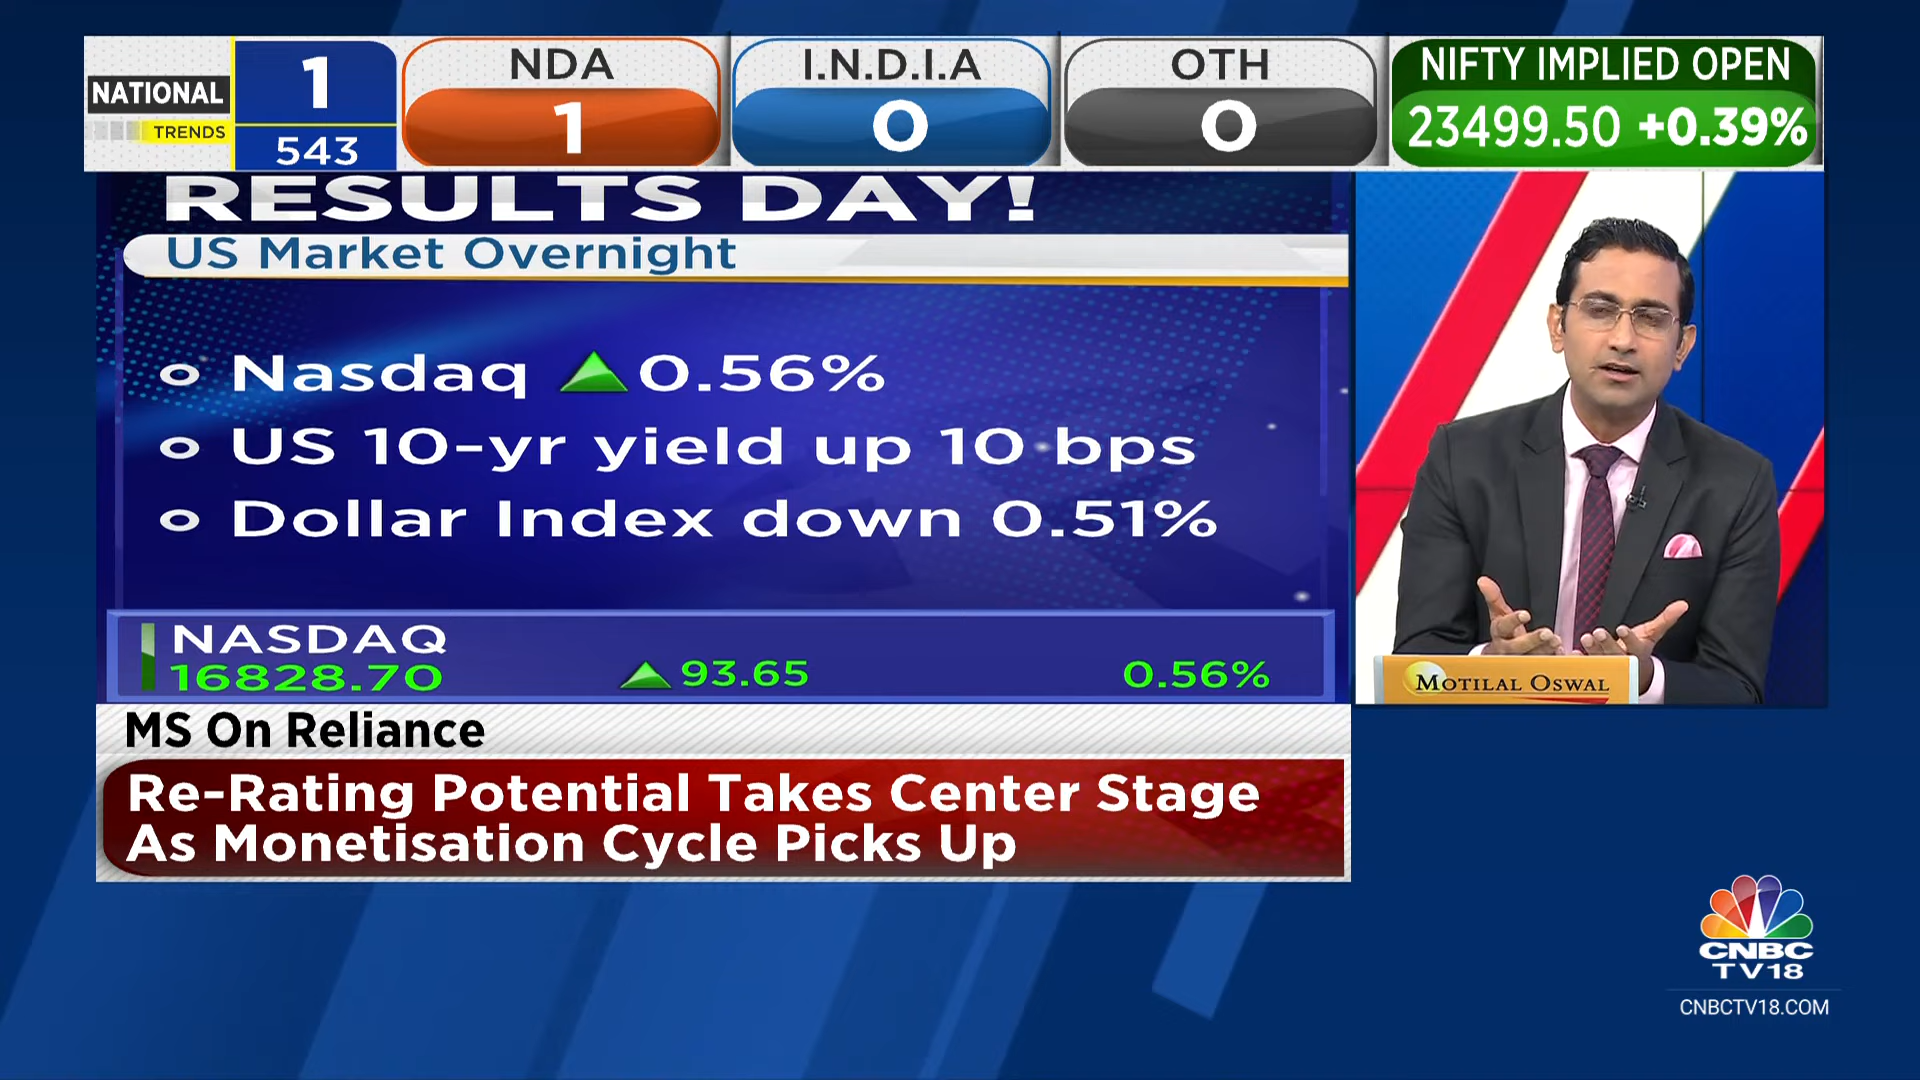 NATIONAL
TRENDS
1
543
NDA
1
I.N.D.I.A
0
OTH
0
NIFTY IMPLIED OPEN
23499.50 +0.39%
RESULTS DAY!
US Market Overnight
Nasdaq 0.56%
US 10-yr yield up 10 bps
Dollar Index down 0.51%
NASDAQ
16828.70 93.65 0.56%
MOTILAL OSWAL
MS On Reliance
Re-Rating Potential Takes Center Stage
As Monetisation Cycle Picks Up
CNBC
TV18
CNBCTV18.COM